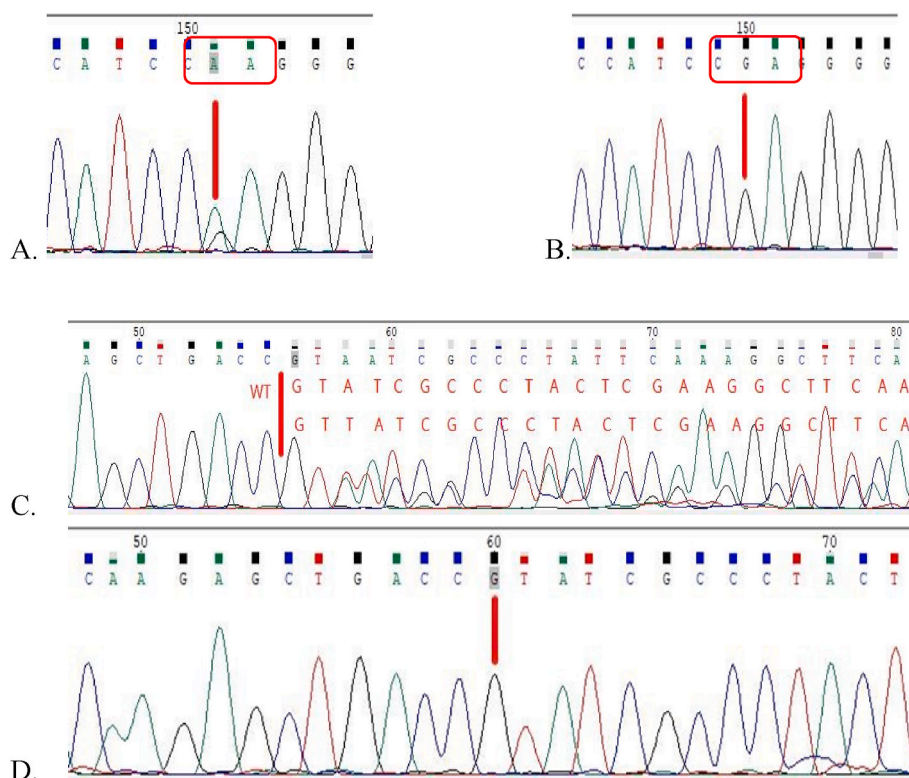 150
C A T C C A A G G G
A.
150
C C A T C C G A G G G G
B.
50 60 70 80
A G C T G A C C G T A A T C G C C C T A T T C A A A G G C T T C A
WT G T A T C G C C C T A C T C G A A G G C T T C A A
G T T A T C G C C C T A C T C G A A G G C T T C A
C.
50 60 70
C A A G A G C T G A C C G T A T C G C C C T A C T
D.